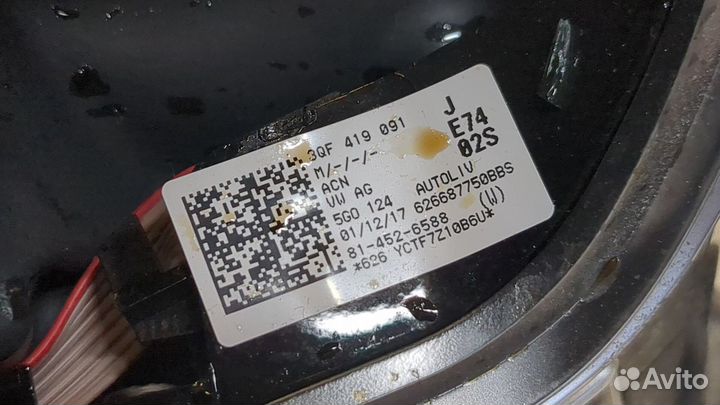 3QF 419 091 J
M/-/-/- E74
ACN 02S
VW AG
5G0 124 AUTOLIV
01/12/17 626687750BBS
81-452-6588 (W)
*626 YCTF7Z10B6U*
Avito